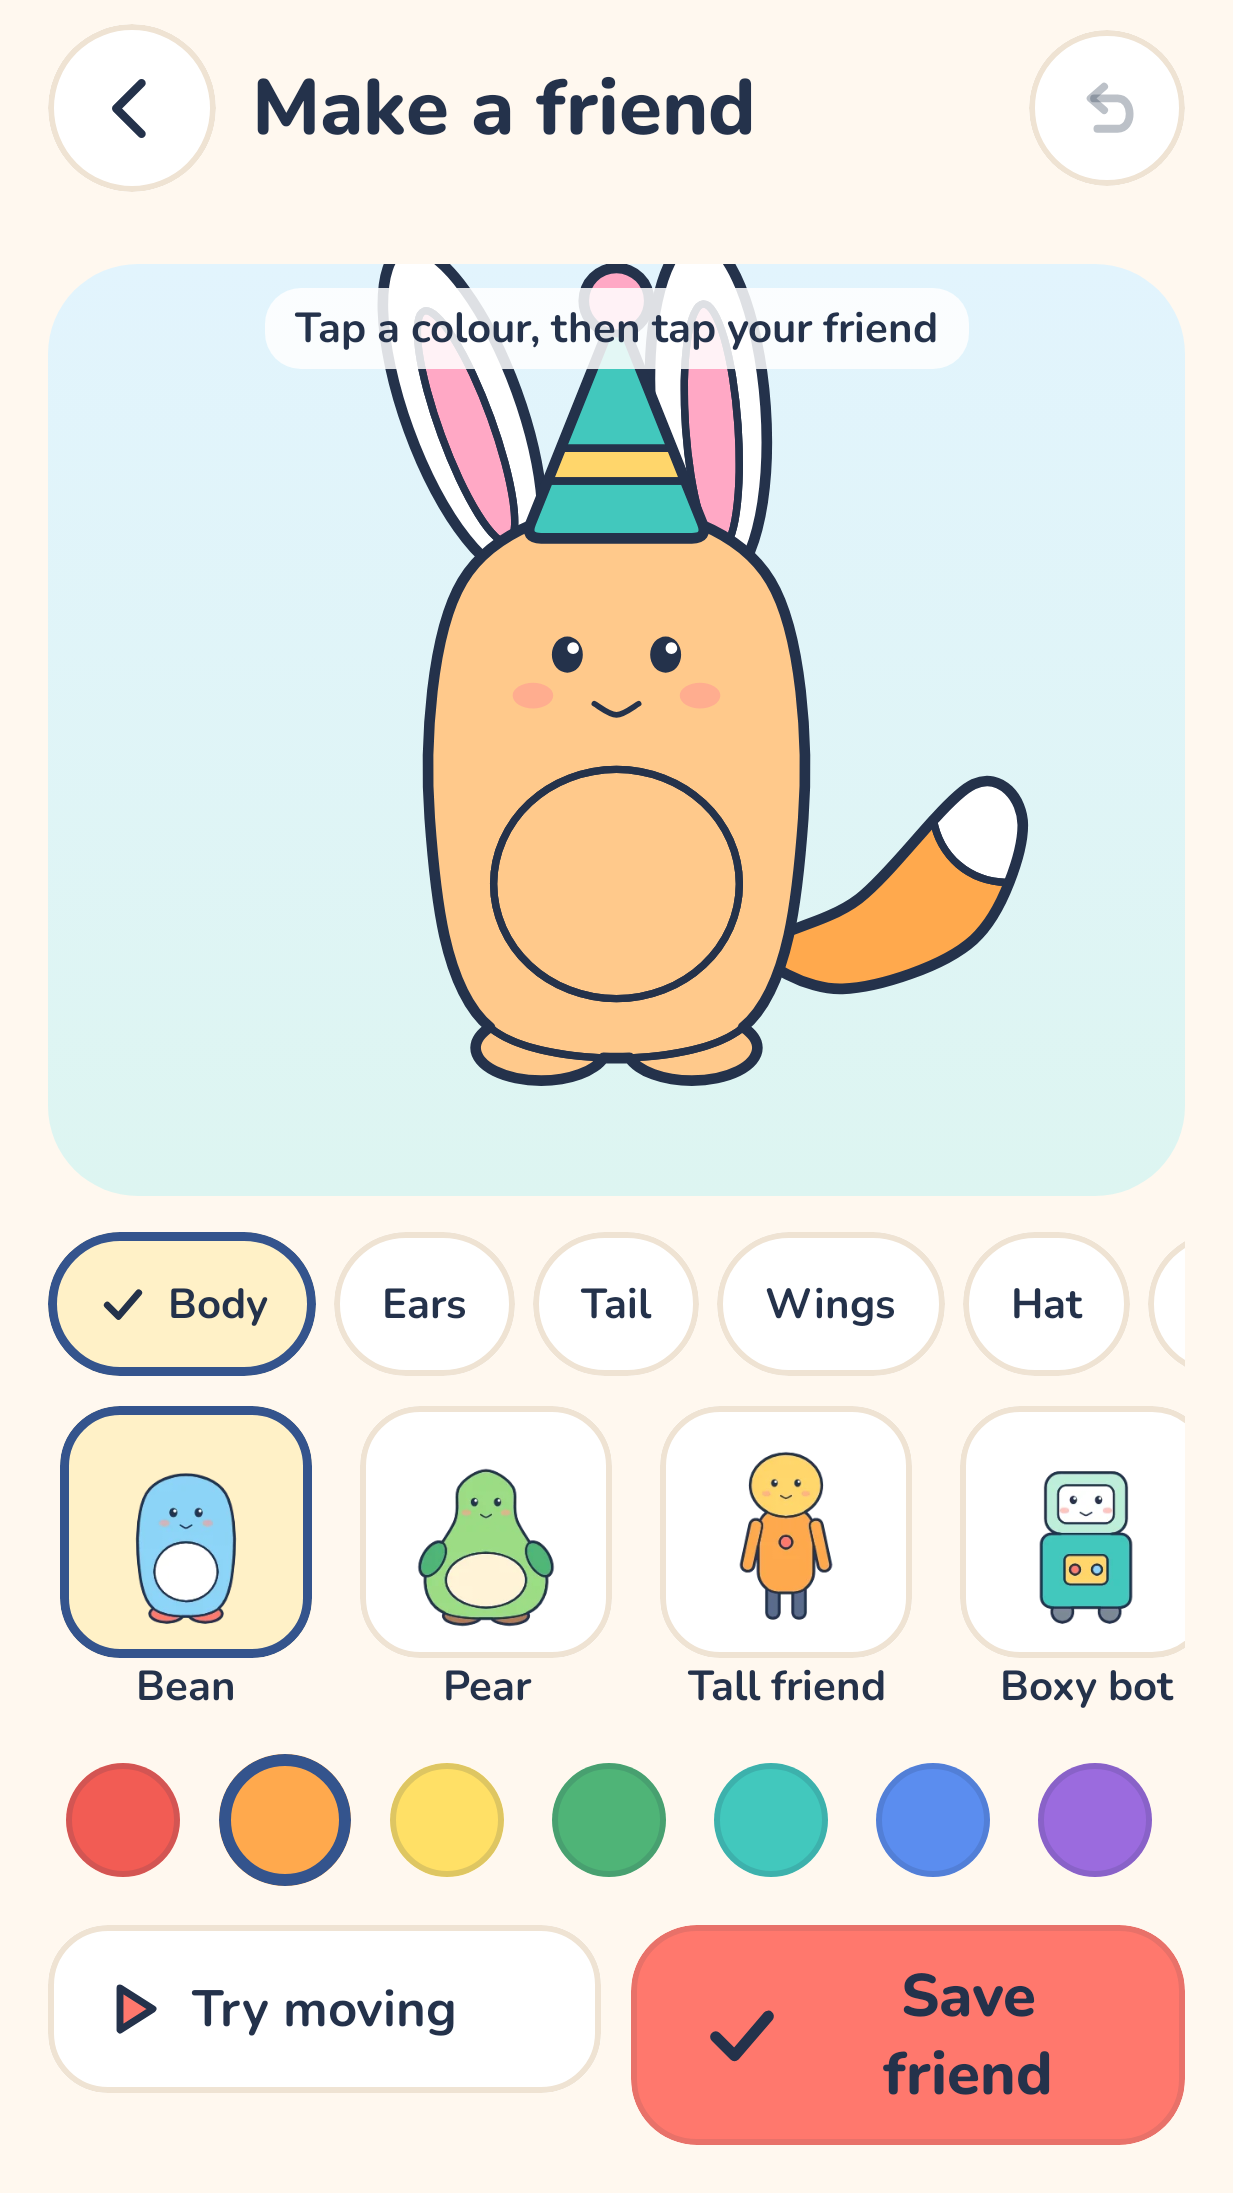 Make a friend
Tap a colour, then tap your friend
Body
Ears
Tail
Wings
Hat
Bean
Pear
Tall friend
Boxy bot
Try moving
Save
friend